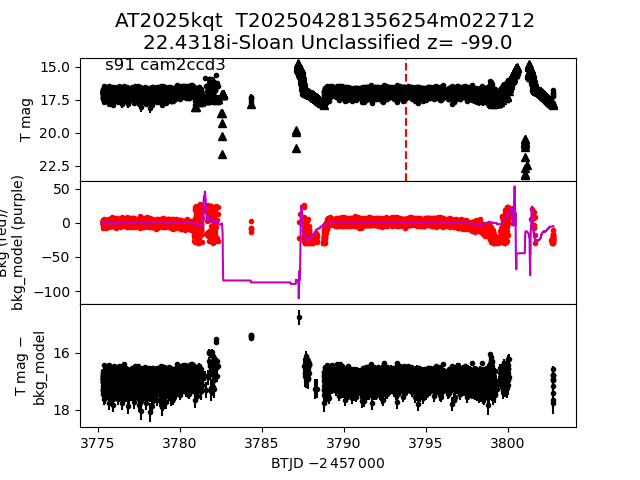 AT2025kqt T202504281356254m022712
22.4318i-Sloan Unclassified z= -99.0
s91 cam2ccd3
15.0
17.5
20.0
22.5
T mag
50
0
−50
−100
Bkg (red)/
bkg_model (purple)
16
18
T mag −
bkg_model
3775 3780 3785 3790 3795 3800
BTJD −2 457 000